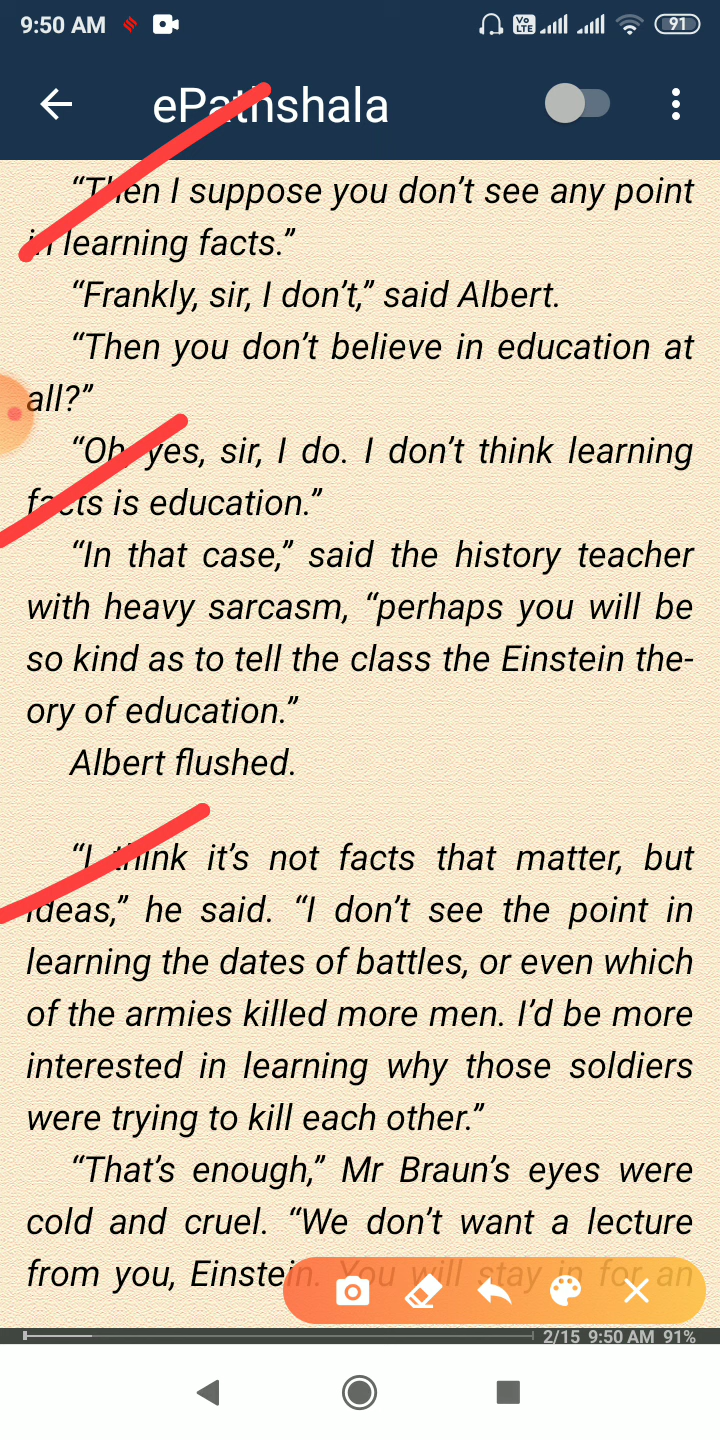 9:50 AM
Vo LTE
91
ePathshala
“Then I suppose you don’t see any point
in learning facts.”
“Frankly, sir, I don’t,” said Albert.
“Then you don’t believe in education at
all?”
“Oh, yes, sir, I do. I don’t think learning
facts is education.”
“In that case,” said the history teacher
with heavy sarcasm, “perhaps you will be
so kind as to tell the class the Einstein the-
ory of education.”
Albert flushed.
“I think it’s not facts that matter, but
ideas,” he said. “I don’t see the point in
learning the dates of battles, or even which
of the armies killed more men. I’d be more
interested in learning why those soldiers
were trying to kill each other.”
“That’s enough,” Mr Braun’s eyes were
cold and cruel. “We don’t want a lecture
from you, Einstein. You will stay in for an
2/15 9:50 AM 91%